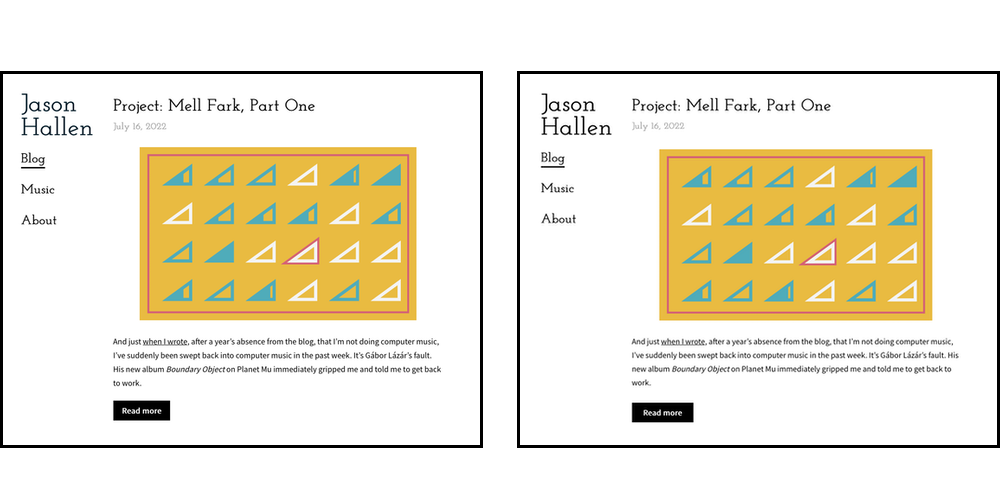 Jason
Hallen
Blog
Music
About
Project: Mell Fark, Part One
July 16, 2022
And just when I wrote, after a year's absence from the blog, that I'm not doing computer music,
I've suddenly been swept back into computer music in the past week. It's Gábor Lázár's fault.
His new album Boundary Object on Planet Mu immediately gripped me and told me to get back
to work.
Read more
Jason
Hallen
Blog
Music
About
Project: Mell Fark, Part One
July 16, 2022
And just when I wrote, after a year's absence from the blog, that I'm not doing computer music,
I've suddenly been swept back into computer music in the past week. It's Gábor Lázár's fault. His
new album Boundary Object on Planet Mu immediately gripped me and told me to get back to
work.
Read more